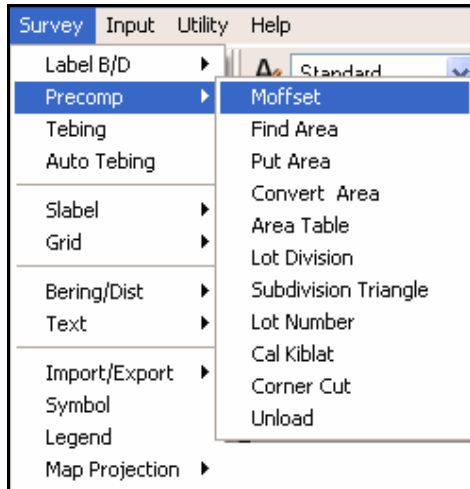 Survey Input Utility Help
Label B/D
Standard
Precomp
Tebing
Auto Tebing
Slabel
Grid
Bering/Dist
Text
Import/Export
Symbol
Legend
Map Projection
Moffset
Find Area
Put Area
Convert Area
Area Table
Lot Division
Subdivision Triangle
Lot Number
Cal Kiblat
Corner Cut
Unload